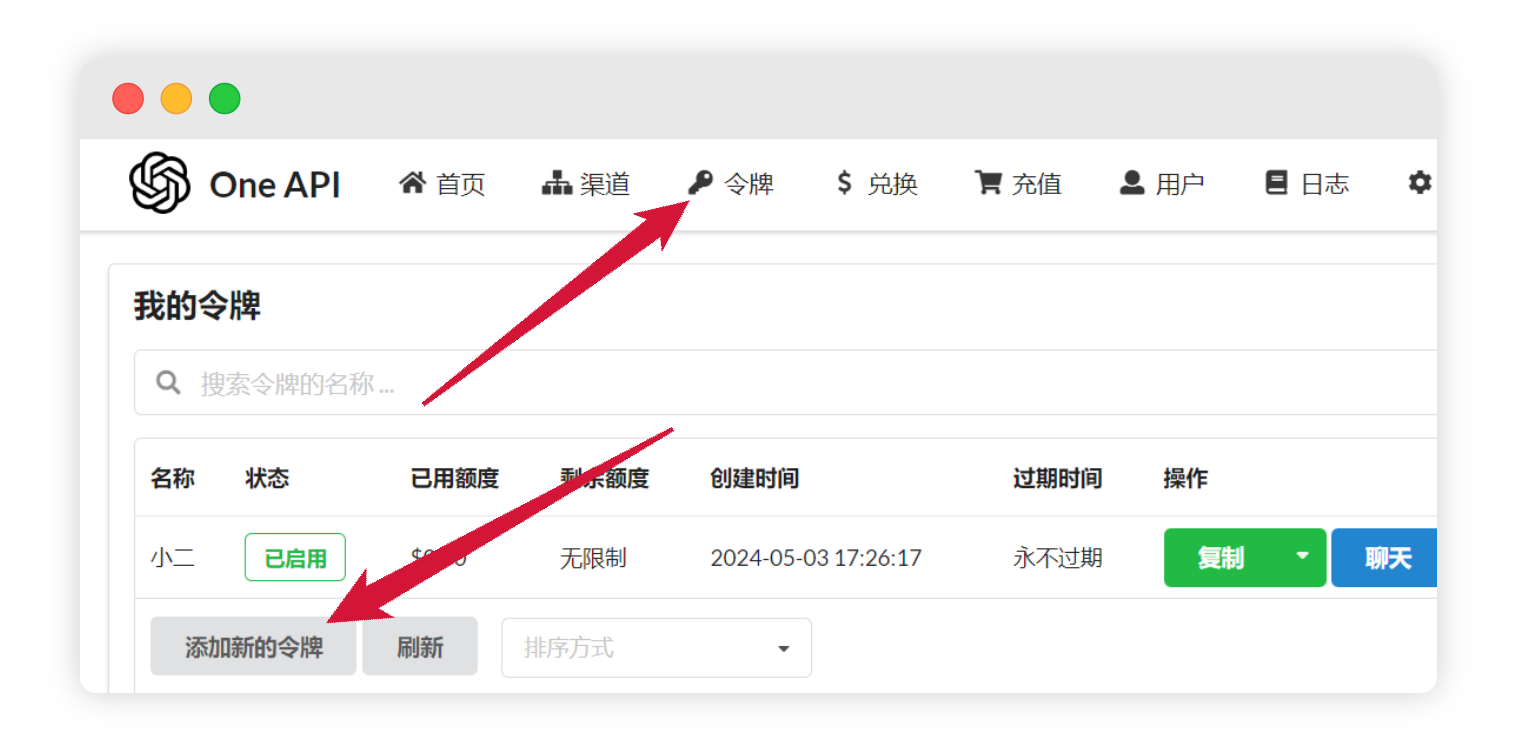 One API 首页 渠道 令牌 $ 兑换 充值 用户 日志
我的令牌
搜索令牌的名称 ...
名称 状态 已用额度 额度 创建时间 过期时间 操作
小二 已启用 无限制 2024-05-03 17:26:17 永不过期 复制 聊天
添加新的令牌 刷新 排序方式